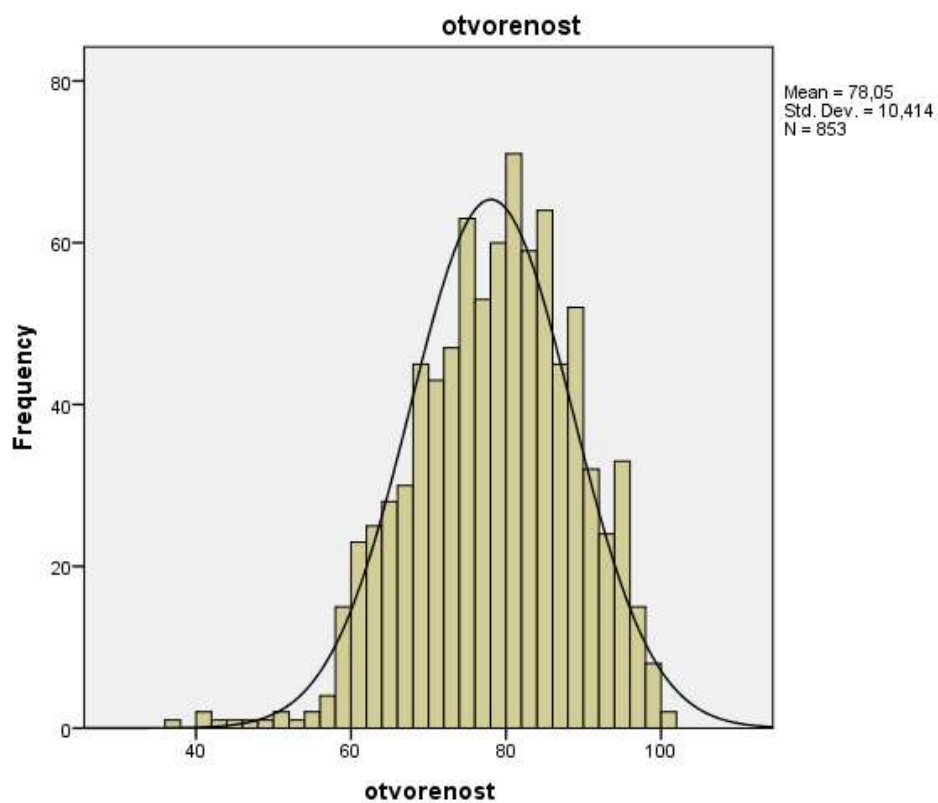 otvorenost
Mean = 78,05
Std. Dev. = 10,414
N = 853
Frequency
80
60
40
20
0
40
60
80
100
otvorenost